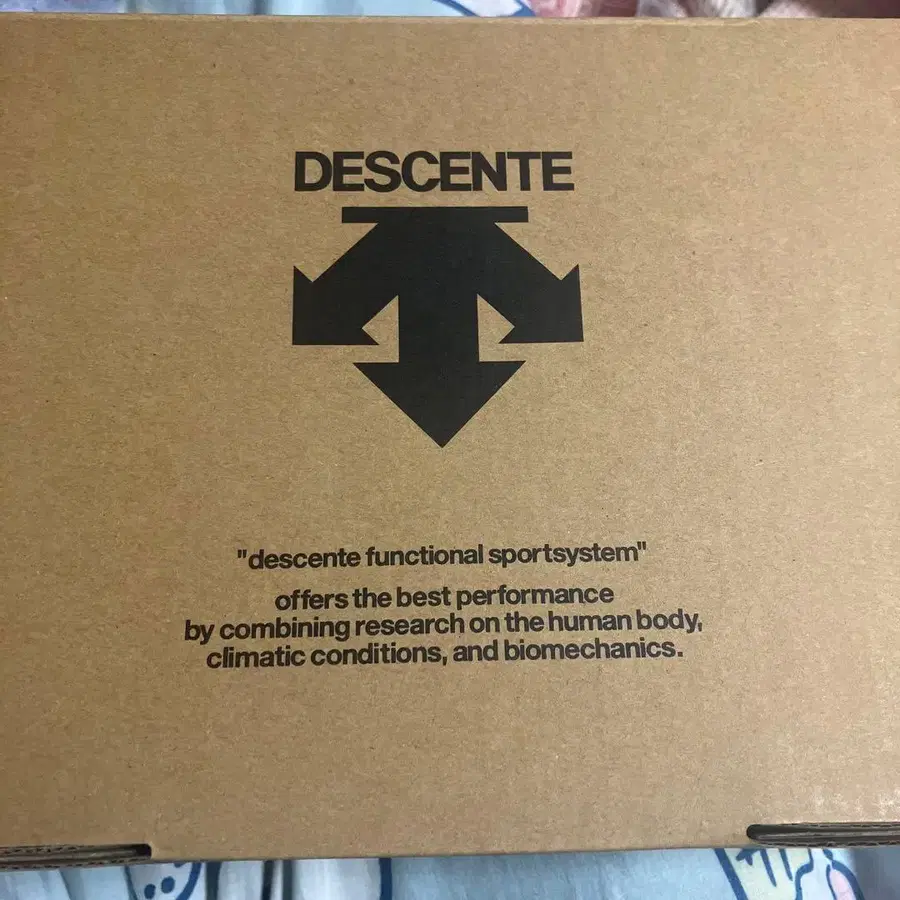 DESCENTE
"descente functional sportsystem"
offers the best performance
by combining research on the human body,
climatic conditions, and biomechanics.